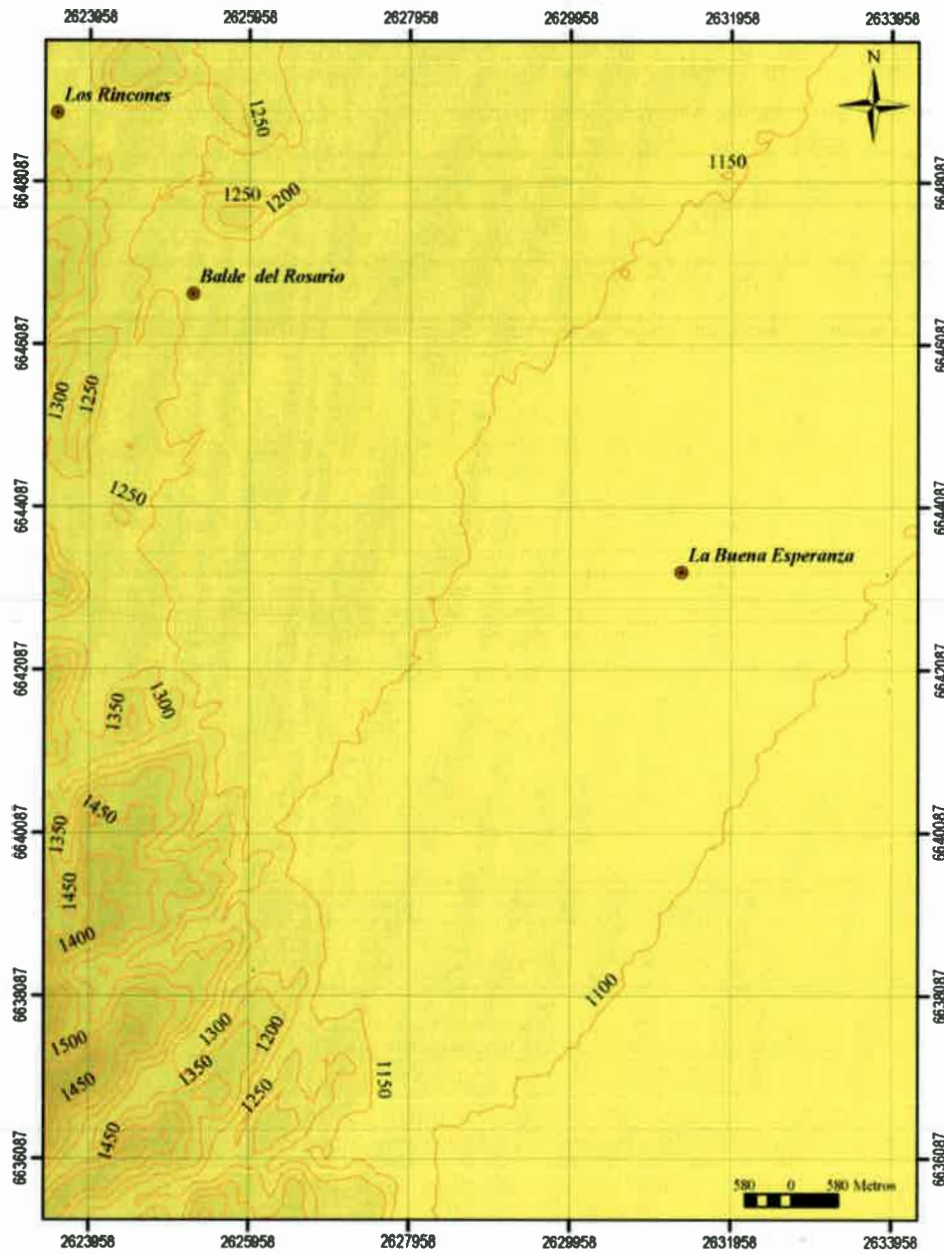 2623958 2625958 2627958 2629958 2631958 2633958
N
Los Rincones
1250
1150
6648087 6648087
1250 1200
Balde del Rosario
6646087 6646087
1300 1250
1250
6644087 6644087
La Buena Esperanza
6642087 6642087
1350 1300
1450
1350
6640087 6640087
1450
1400
6638087 6638087
1100
1500 1300 1200
1350 1150
1450 1250
1450
6636087 6636087
580 0 580 Metros
2623958 2625958 2627958 2629958 2631958 2633958